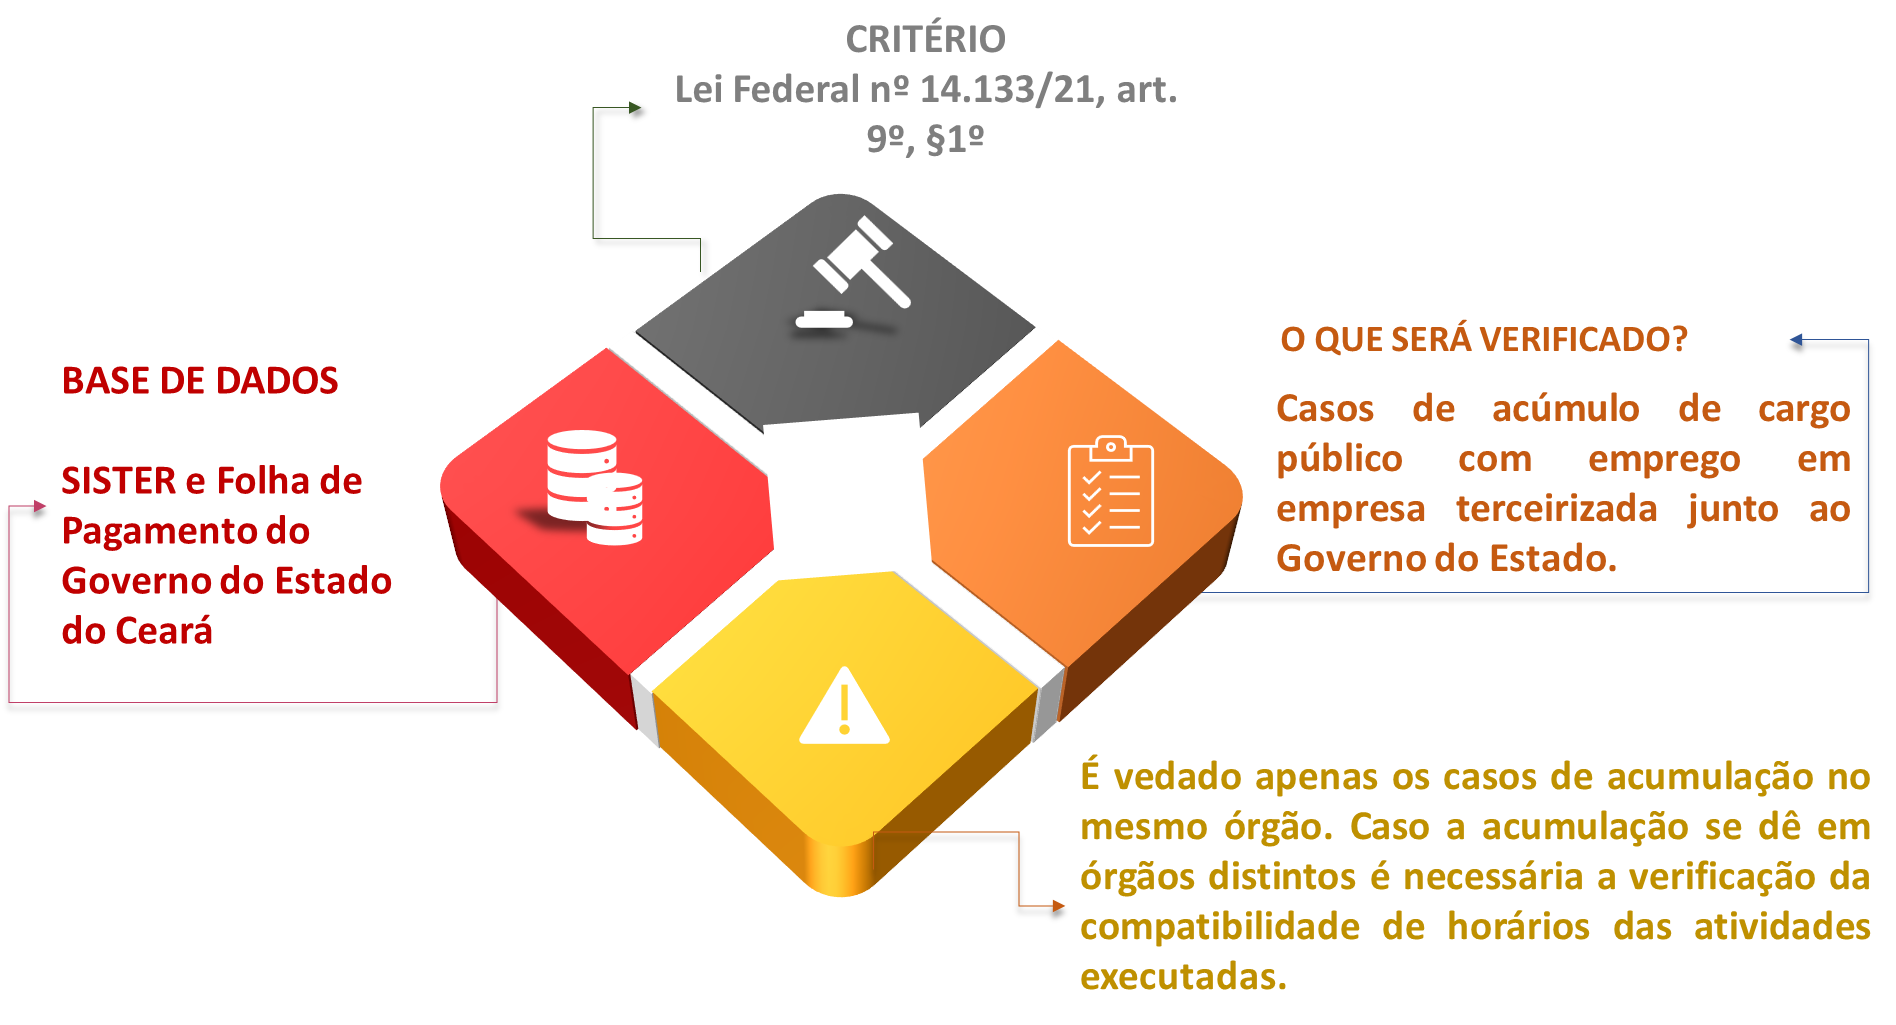 CRITÉRIO
Lei Federal nº 14.133/21, art.
9º, §1º
BASE DE DADOS
SISTER e Folha de
Pagamento do
Governo do Estado
do Ceará
O QUE SERÁ VERIFICADO?
Casos de acúmulo de cargo
público com emprego em
empresa terceirizada junto ao
Governo do Estado.
É vedado apenas os casos de acumulação no
mesmo órgão. Caso a acumulação se dê em
órgãos distintos é necessária a verificação da
compatibilidade de horários das atividades
executadas.